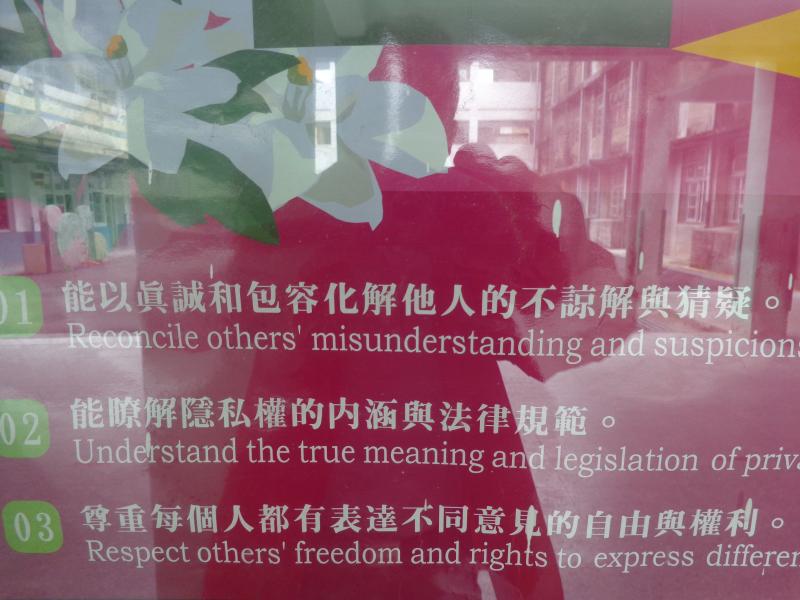 01 能以真誠和包容化解他人的不諒解與猜疑。
Reconcile others' misunderstanding and suspicions
02 能瞭解隱私權的內涵與法律規範。
Understand the true meaning and legislation of priva
03 尊重每個人都有表達不同意見的自由與權利。
Respect others' freedom and rights to express differen